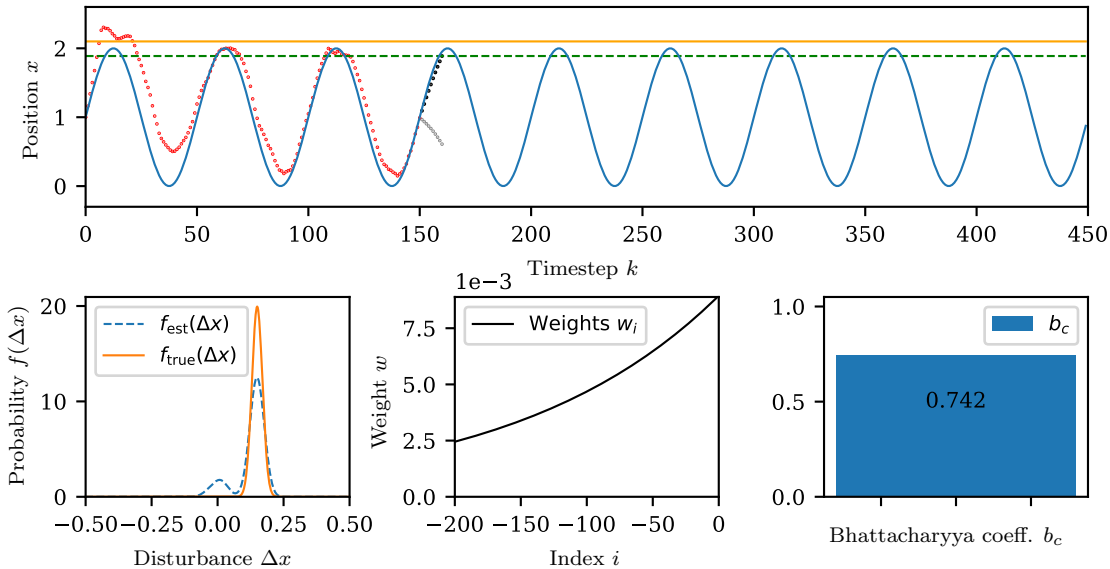 Position x
2
1
0
0 50 100 150 200 250 300 350 400 450
Timestep k
Probability f(Δx)
20
10
0
f_est(Δx)
f_true(Δx)
−0.50 −0.25 0.00 0.25 0.50
Disturbance Δx
1e−3
Weight w
7.5
5.0
2.5
0
Weights w_i
−200 −150 −100 −50 0
Index i
1.0
0.5
0.0
b_c
0.742
Bhattacharyya coeff. b_c